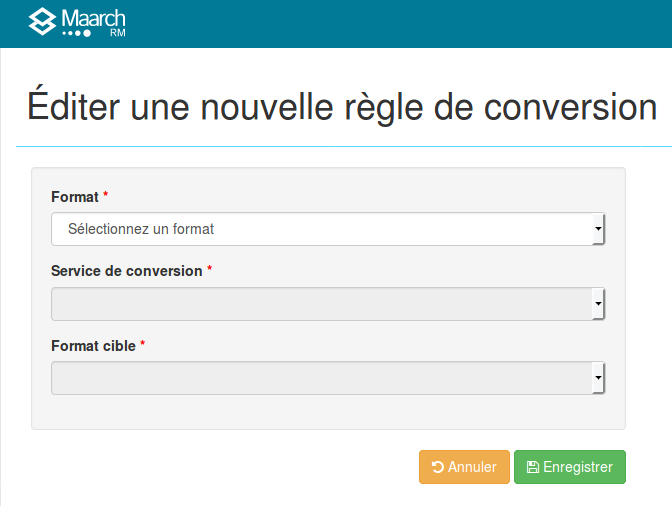 Maarch
RM
Éditer une nouvelle règle de conversion
Format *
Sélectionnez un format
Service de conversion *
Format cible *
Annuler
Enregistrer